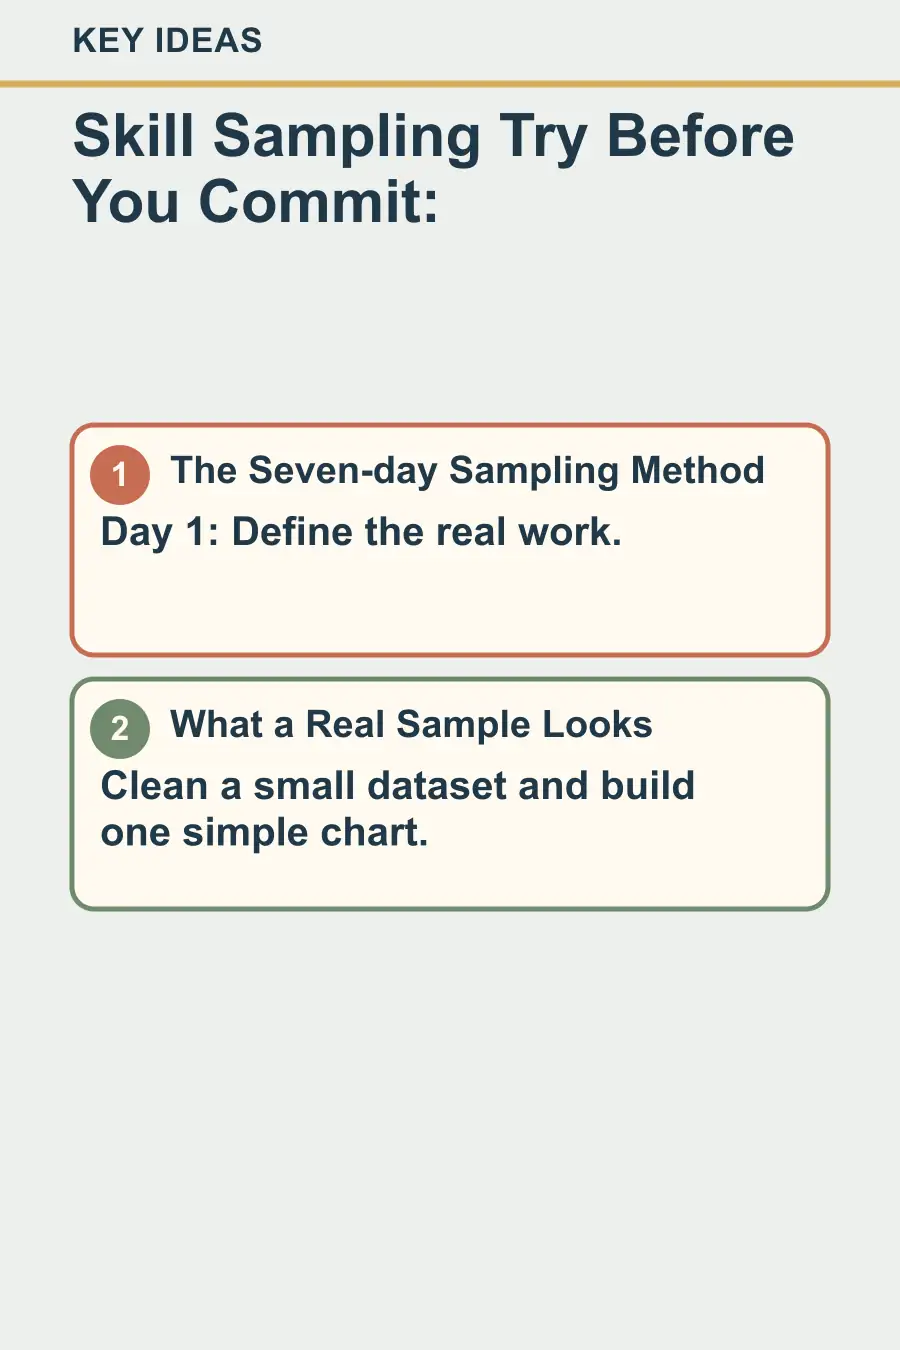 KEY IDEAS
Skill Sampling Try Before
You Commit:
1 The Seven-day Sampling Method
Day 1: Define the real work.
2 What a Real Sample Looks
Clean a small dataset and build
one simple chart.